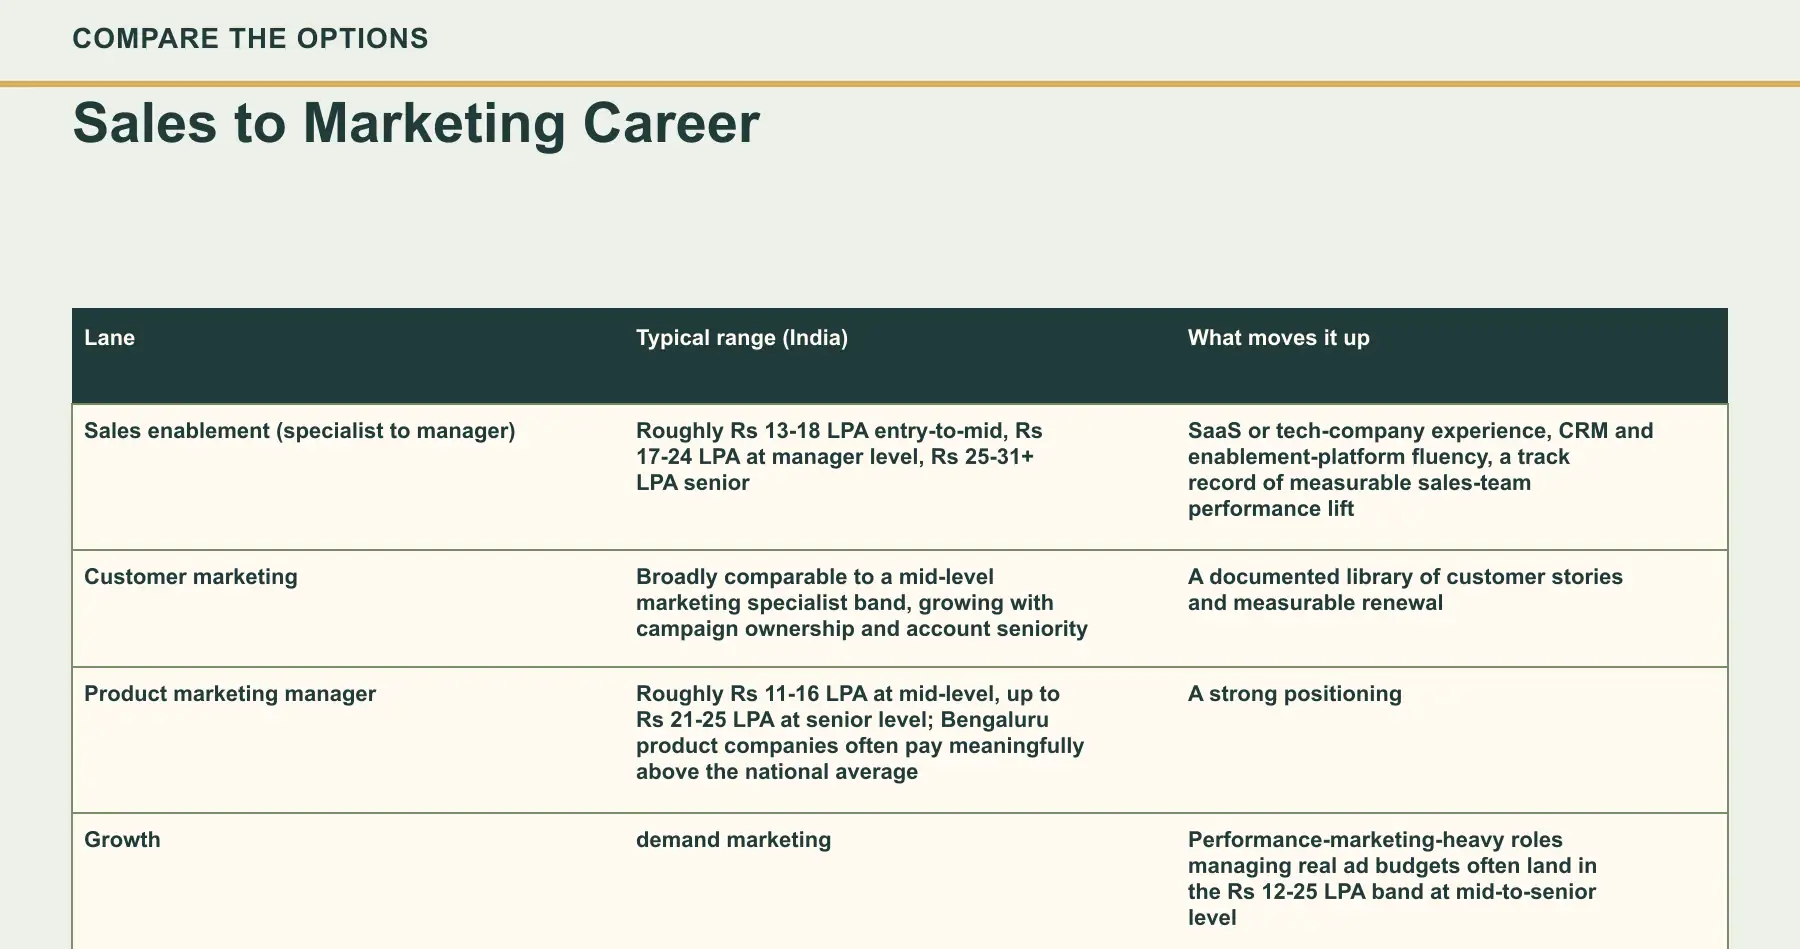 COMPARE THE OPTIONS
Sales to Marketing Career
Lane
Typical range (India)
What moves it up
Sales enablement (specialist to manager)
Roughly Rs 13-18 LPA entry-to-mid, Rs
17-24 LPA at manager level, Rs 25-31+
LPA senior
SaaS or tech-company experience, CRM and
enablement-platform fluency, a track
record of measurable sales-team
performance lift
Customer marketing
Broadly comparable to a mid-level
marketing specialist band, growing with
campaign ownership and account seniority
A documented library of customer stories
and measurable renewal
Product marketing manager
Roughly Rs 11-16 LPA at mid-level, up to
Rs 21-25 LPA at senior level; Bengaluru
product companies often pay meaningfully
above the national average
A strong positioning
Growth
demand marketing
Performance-marketing-heavy roles
managing real ad budgets often land in
the Rs 12-25 LPA band at mid-to-senior
level